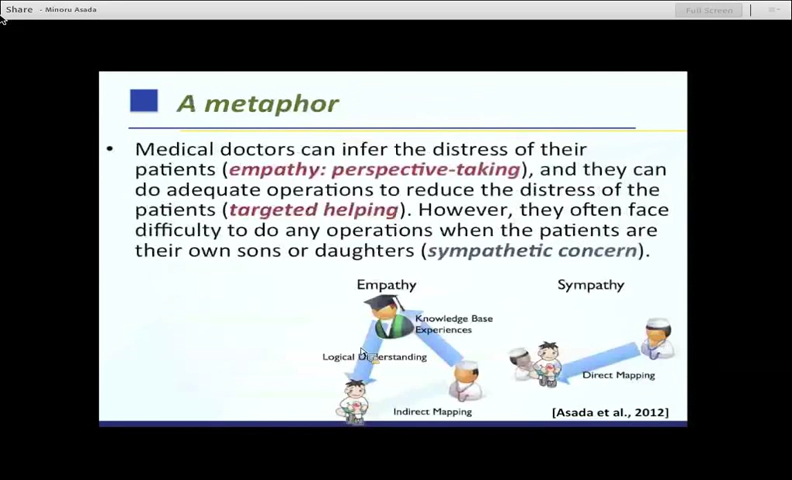 Share - Minoru Asada
Full Screen
A metaphor
• Medical doctors can infer the distress of their
patients (empathy: perspective-taking), and they can
do adequate operations to reduce the distress of the
patients (targeted helping). However, they often face
difficulty to do any operations when the patients are
their own sons or daughters (sympathetic concern).
Empathy
Sympathy
Knowledge Base
Experiences
Logical Understanding
Direct Mapping
Indirect Mapping
[Asada et al., 2012]